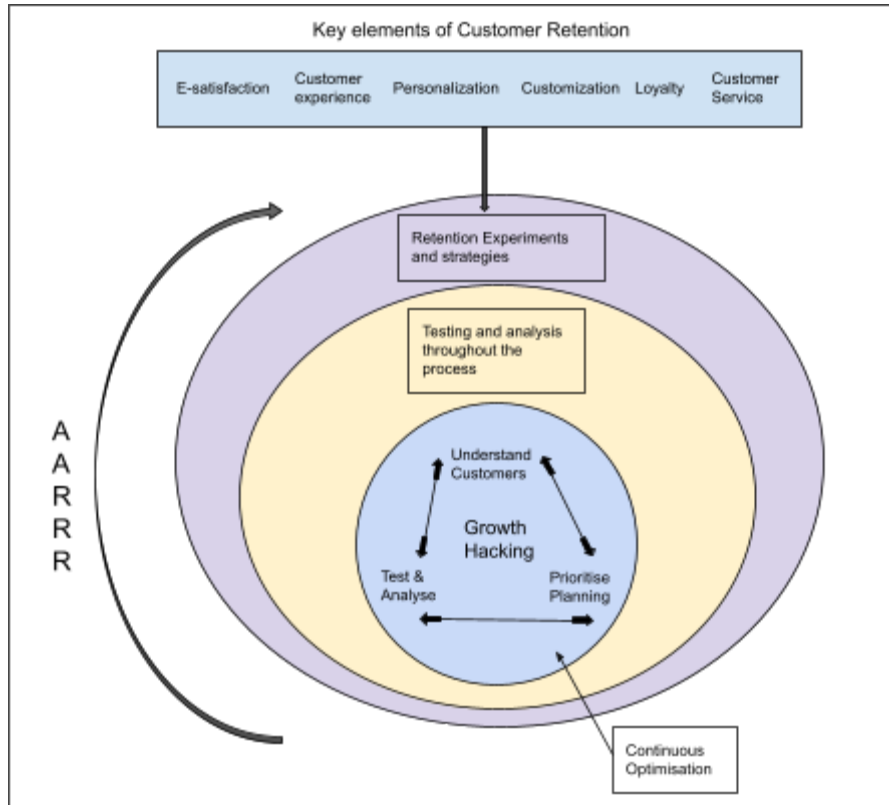 Key elements of Customer Retention
E-satisfaction
Customer
experience
Personalization
Customization
Loyalty
Customer
Service
Retention Experiments
and strategies
Testing and analysis
throughout the
process
A
A
R
R
R
Understand
Customers
Growth
Hacking
Test &
Analyse
Prioritise
Planning
Continuous
Optimisation